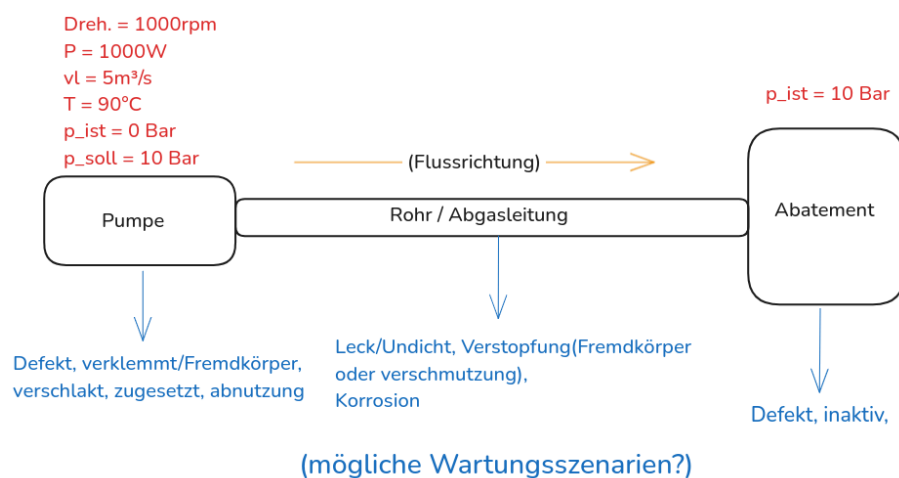 Dreh. = 1000rpm
P = 1000W
vl = 5m³/s
T = 90°C
p_ist = 0 Bar
p_soll = 10 Bar
p_ist = 10 Bar
(Flussrichtung)
Pumpe
Rohr / Abgasleitung
Abatement
Defekt, verklemmt/Fremdkörper,
verschlakt, zugesetzt, abnutzung
Leck/Undicht, Verstopfung(Fremdkörper
oder verschmutzung),
Korrosion
Defekt, inaktiv,
(mögliche Wartungsszenarien?)